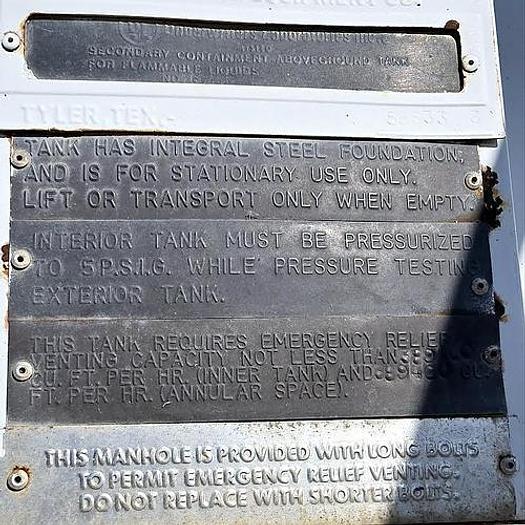 EQUIPMENT CO.
Underwriters Laboratories Inc.®
SECONDARY CONTAINMENT ABOVEGROUND TANK
FOR FLAMMABLE LIQUIDS
TYLER, TEX.
TANK HAS INTEGRAL STEEL FOUNDATION;
AND IS FOR STATIONARY USE ONLY.
LIFT OR TRANSPORT ONLY WHEN EMPTY.
INTERIOR TANK MUST BE PRESSURIZED
TO 5 P.S.I.G. WHILE PRESSURE TESTING
EXTERIOR TANK.
THIS TANK REQUIRES EMERGENCY RELIEF
VENTING CAPACITY NOT LESS THAN
CU. FT. PER HR. (INNER TANK) AND CU.
FT. PER HR. (ANNULAR SPACE).
THIS MANHOLE IS PROVIDED WITH LONG BOLTS
TO PERMIT EMERGENCY RELIEF VENTING.
DO NOT REPLACE WITH SHORTER BOLTS.